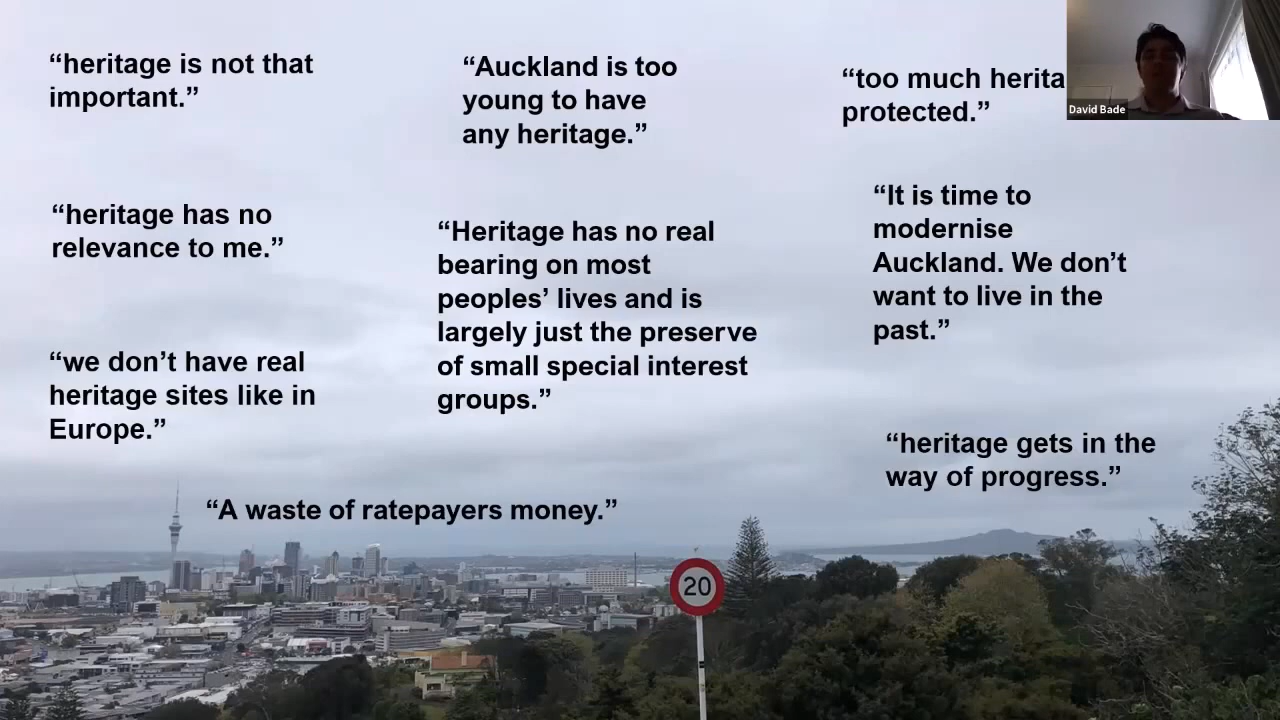 “heritage is not that
important.”
“Auckland is too
young to have
any heritage.”
“too much
protected.”
David Bade
“heritage has no
relevance to me.”
“Heritage has no real
bearing on most
peoples’ lives and is
largely just the preserve
of small special interest
groups.”
“It is time to
modernise
Auckland. We don’t
want to live in the
past.”
“we don’t have real
heritage sites like in
Europe.”
“heritage gets in the
way of progress.”
“A waste of ratepayers money.”
20